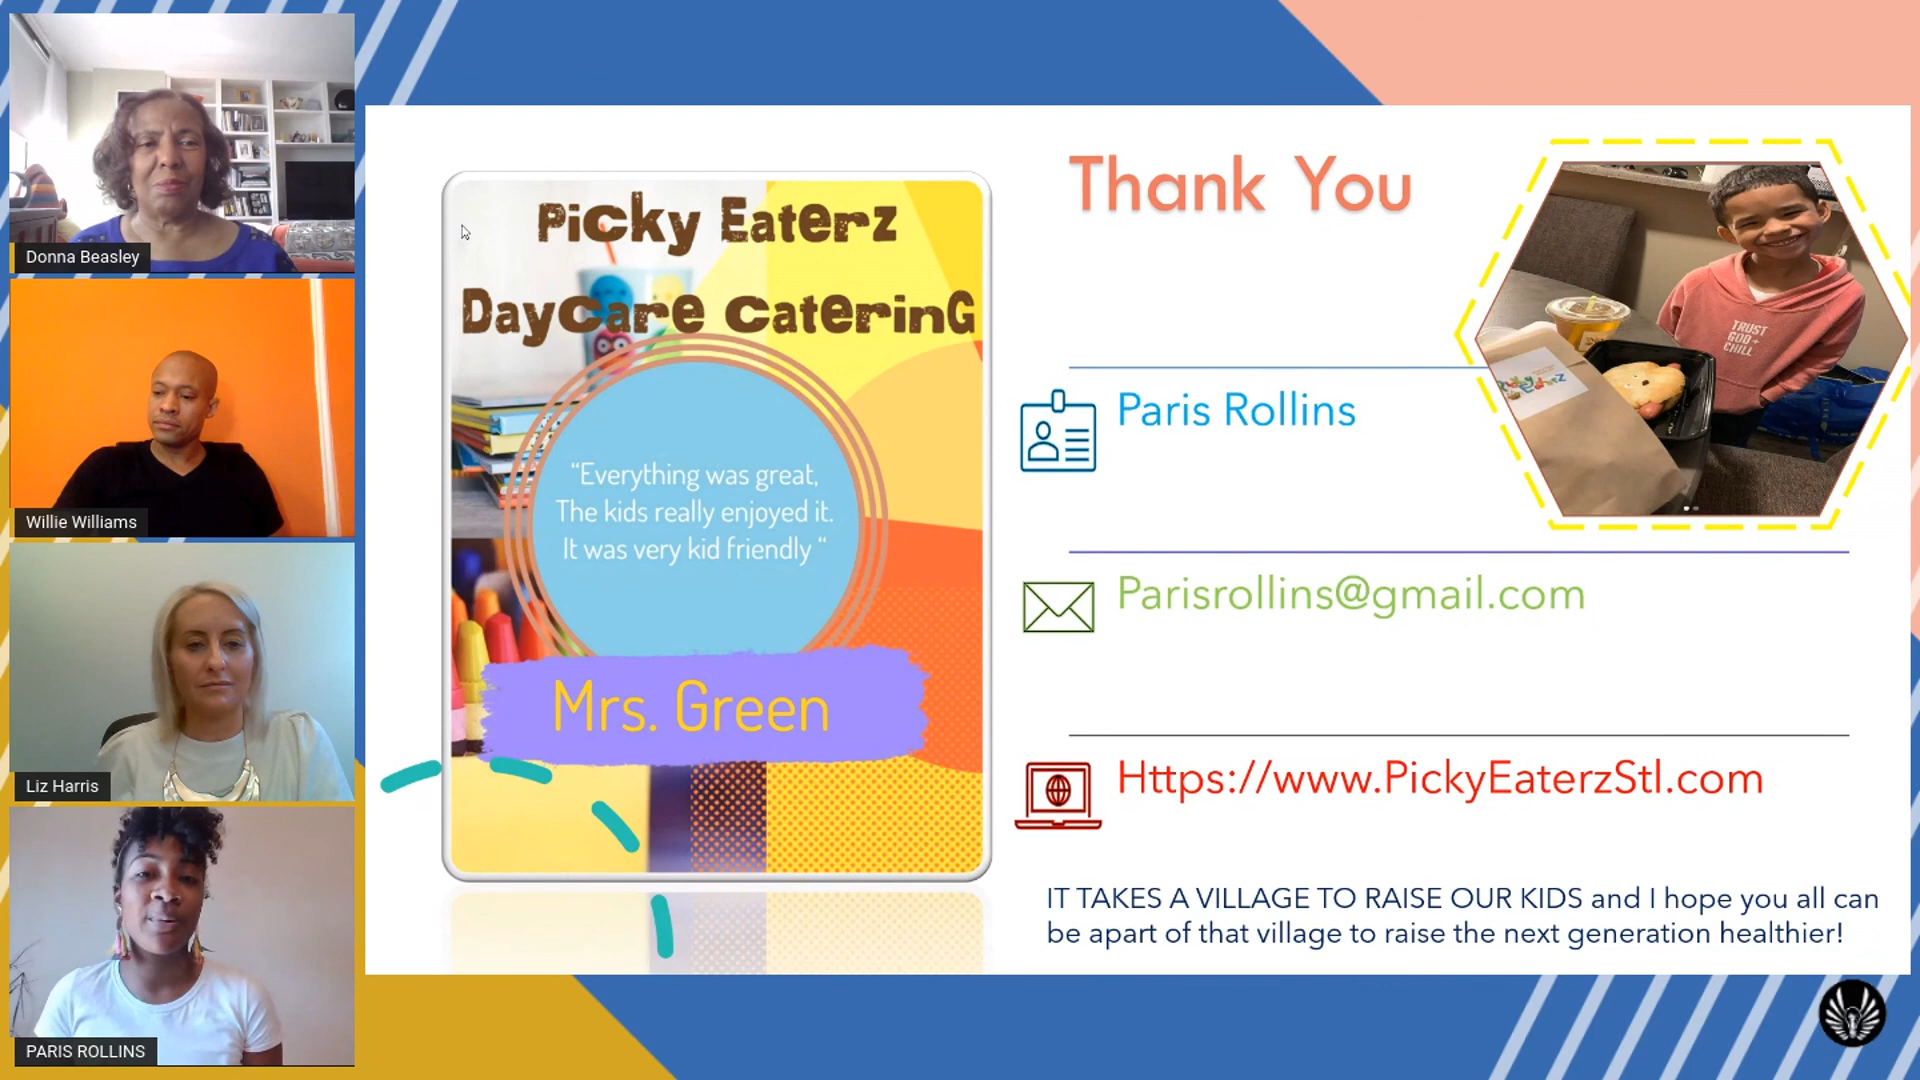 Donna Beasley
Willie Williams
Liz Harris
PARIS ROLLINS
Picky Eaterz
DayCare Catering
“Everything was great,
The kids really enjoyed it.
It was very kid friendly “
Mrs. Green
Thank You
TRUST
GOD +
CHILL
Paris Rollins
Parisrollins@gmail.com
Https://www.PickyEaterzStl.com
IT TAKES A VILLAGE TO RAISE OUR KIDS and I hope you all can
be apart of that village to raise the next generation healthier!